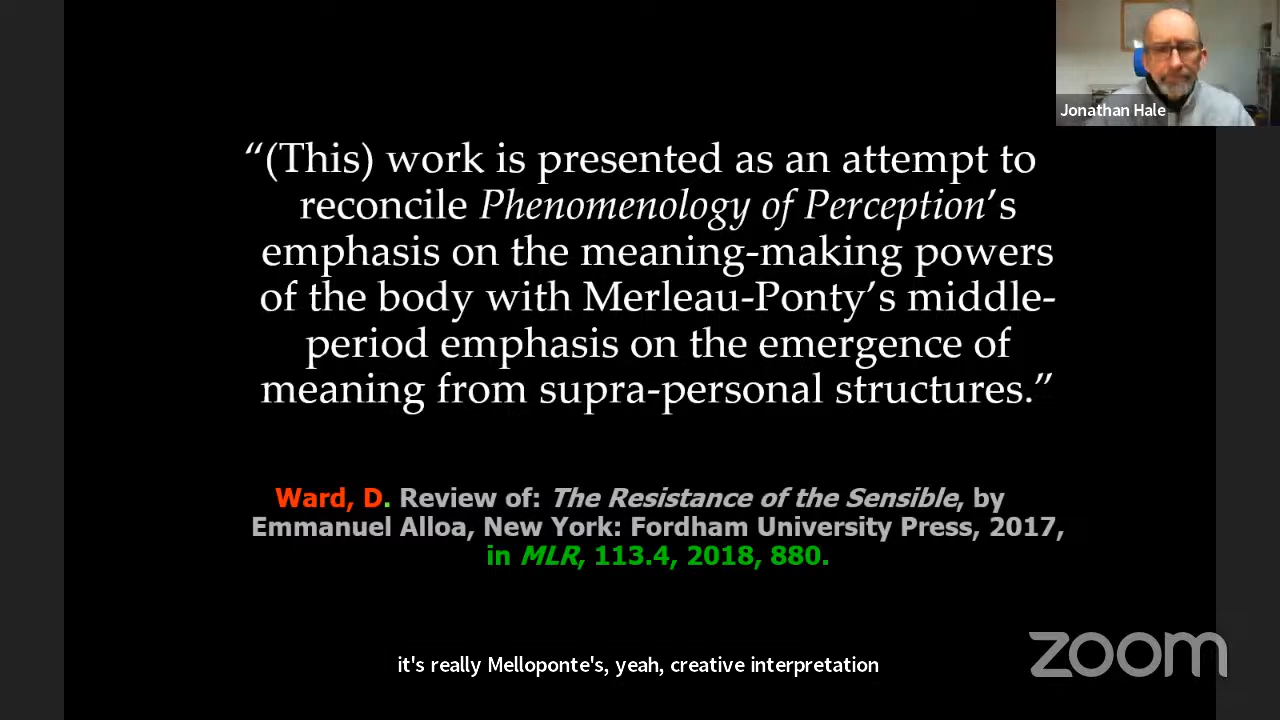 Jonathan Hale
“(This) work is presented as an attempt to
reconcile Phenomenology of Perception’s
emphasis on the meaning-making powers
of the body with Merleau-Ponty’s middle-
period emphasis on the emergence of
meaning from supra-personal structures.”
Ward, D. Review of: The Resistance of the Sensible, by
Emmanuel Alloa, New York: Fordham University Press, 2017,
in MLR, 113.4, 2018, 880.
zoom
it's really Melloponte's, yeah, creative interpretation